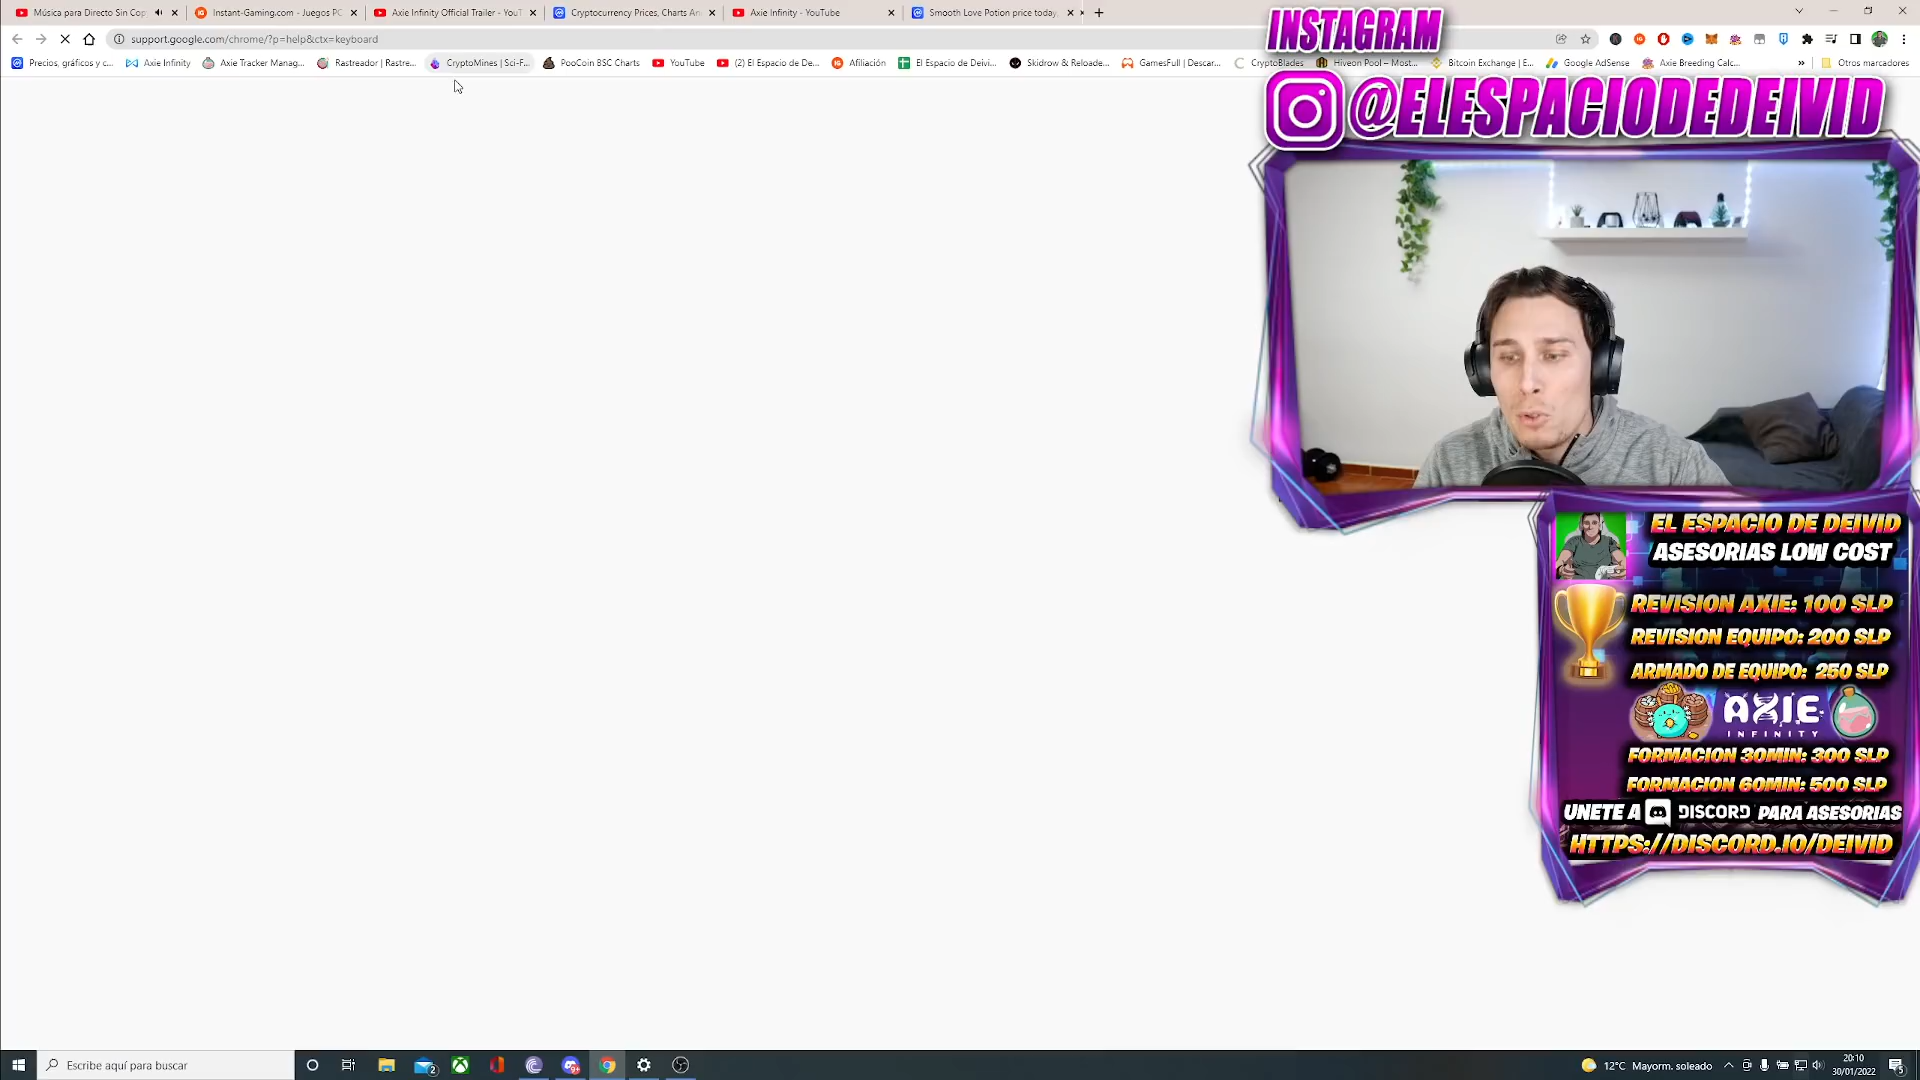 Música para Directo Sin Cop
Instant-Gaming.com - Juegos PC
Axie Infinity Official Trailer - YouT
Cryptocurrency Prices, Charts An
Axie Infinity - YouTube
Smooth Love Potion price today,
support.google.com/chrome/?p=help&ctx=keyboard
Precios, gráficos y c...
Axie Infinity
Axie Tracker Manag...
Rastreador | Rastre...
CryptoMines | Sci-F...
PooCoin BSC Charts
YouTube
(2) El Espacio de De...
Afiliación
El Espacio de Deivi...
Skidrow & Reloade...
GamesFull | Descar...
CryptoBlades
Hiveon Pool – Most...
Bitcoin Exchange | E...
Google AdSense
Axie Breeding Calc...
»
Otros marcadores
INSTAGRAM
@ELESPACIODEDEIVID
EL ESPACIO DE DEIVID
ASESORIAS LOW COST
REVISION AXIE: 100 SLP
REVISION EQUIPO: 200 SLP
ARMADO DE EQUIPO: 250 SLP
AXIE
INFINITY
FORMACION 30MIN: 300 SLP
FORMACION 60MIN: 500 SLP
UNETE A DISCORD PARA ASESORIAS
HTTPS://DISCORD.IO/DEIVID
Escribe aquí para buscar
2
9+
12°C Mayorm. soleado
20:10
30/01/2022
5